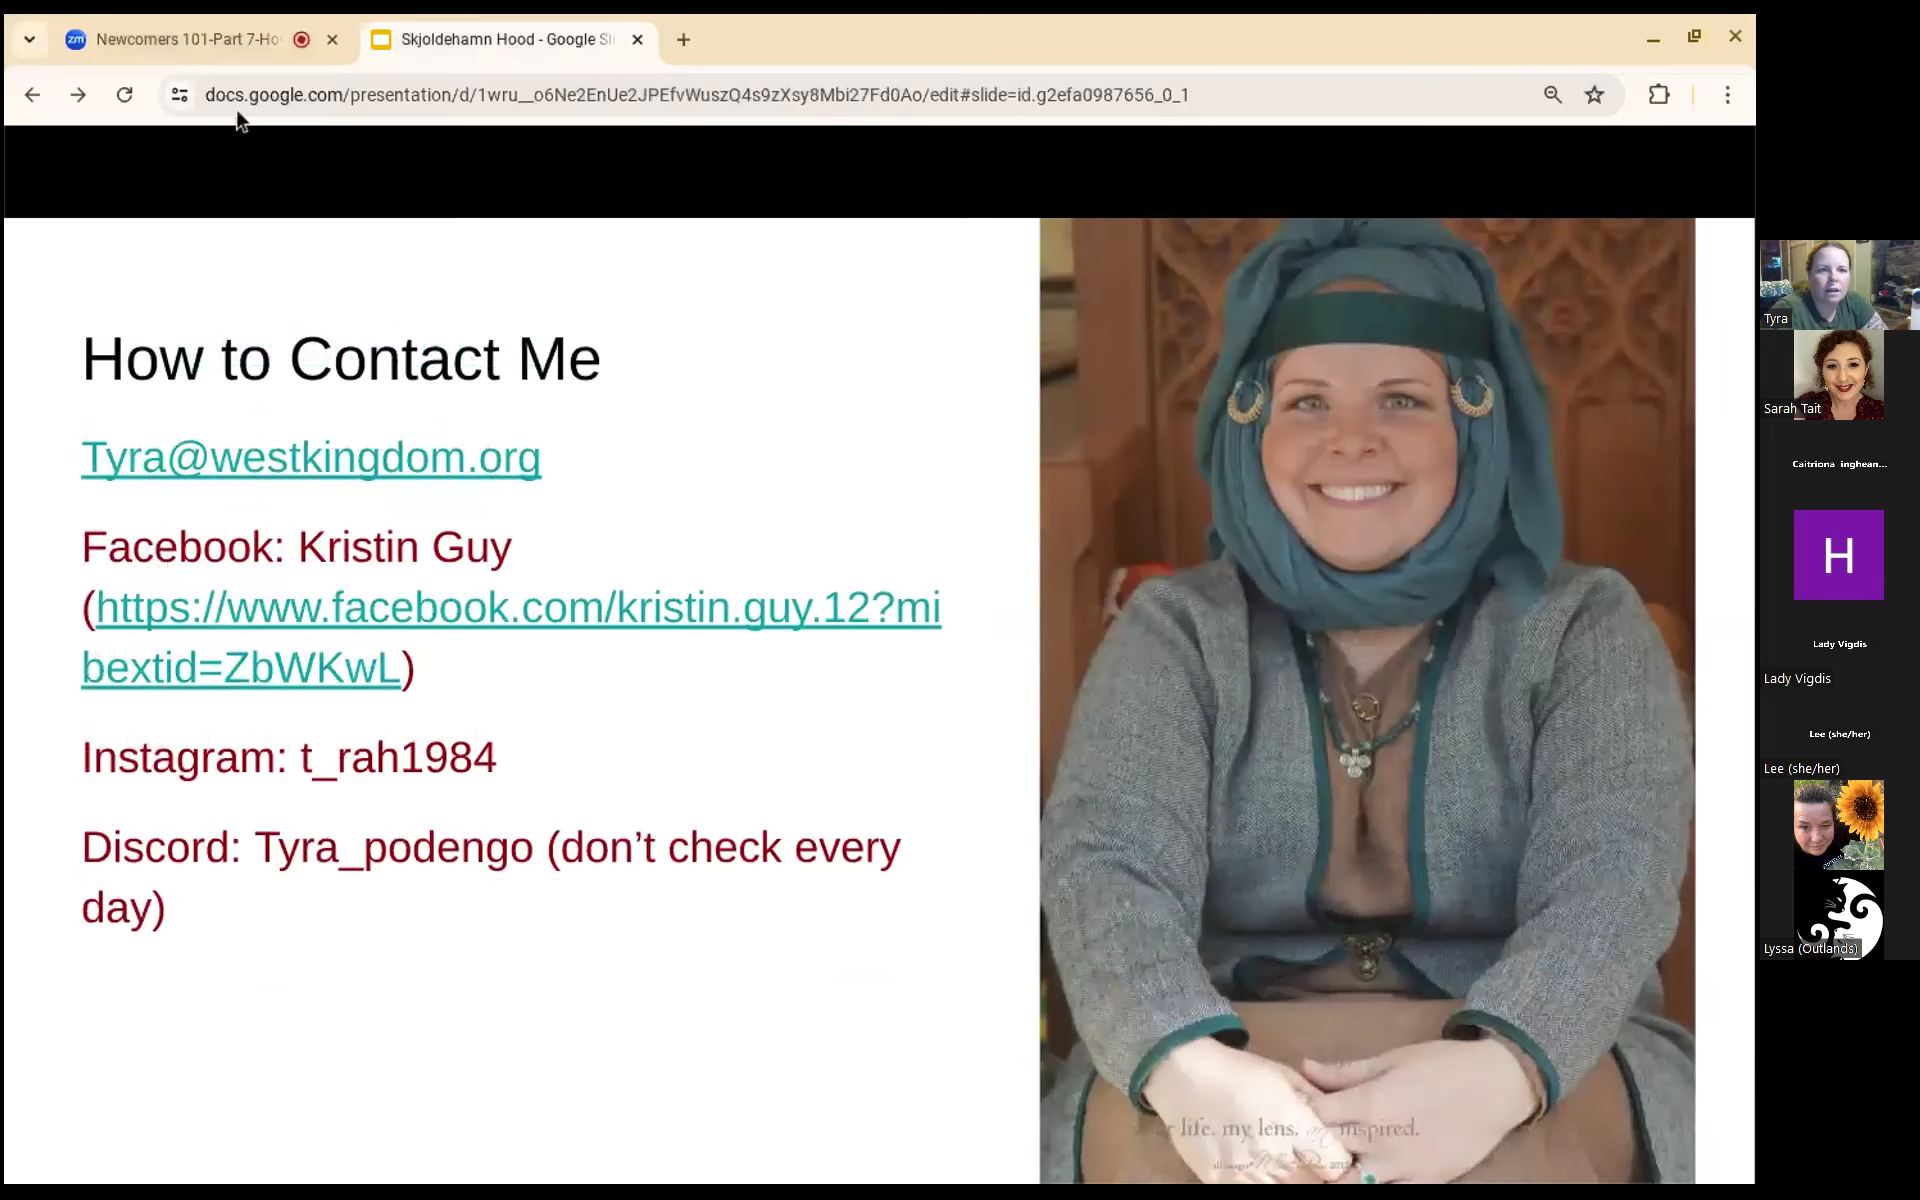 Newcomers 101-Part 7-Ho
Skjoldehamn Hood - Google Sli
docs.google.com/presentation/d/1wru__o6Ne2EnUe2JPEfvWuszQ4s9zXsy8Mbi27Fd0Ao/edit#slide=id.g2efa0987656_0_1
How to Contact Me
Tyra@westkingdom.org
Facebook: Kristin Guy
(https://www.facebook.com/kristin.guy.12?mi
bextid=ZbWKwL)
Instagram: t_rah1984
Discord: Tyra_podengo (don’t check every
day)
life. my lens. inspired.
Tyra
Sarah Tait
Caitriona inghean...
H
Lady Vigdis
Lady Vigdis
Lee (she/her)
Lee (she/her)
Lyssa (Outlands)